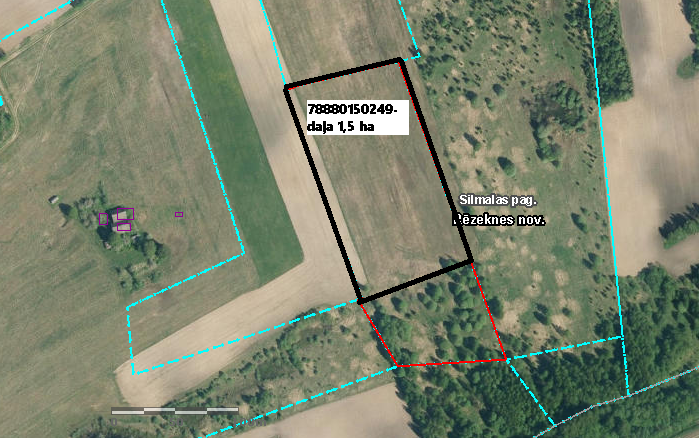 78880150249-
daļa 1,5 ha
Silmalas pag.
Rēzeknes nov.